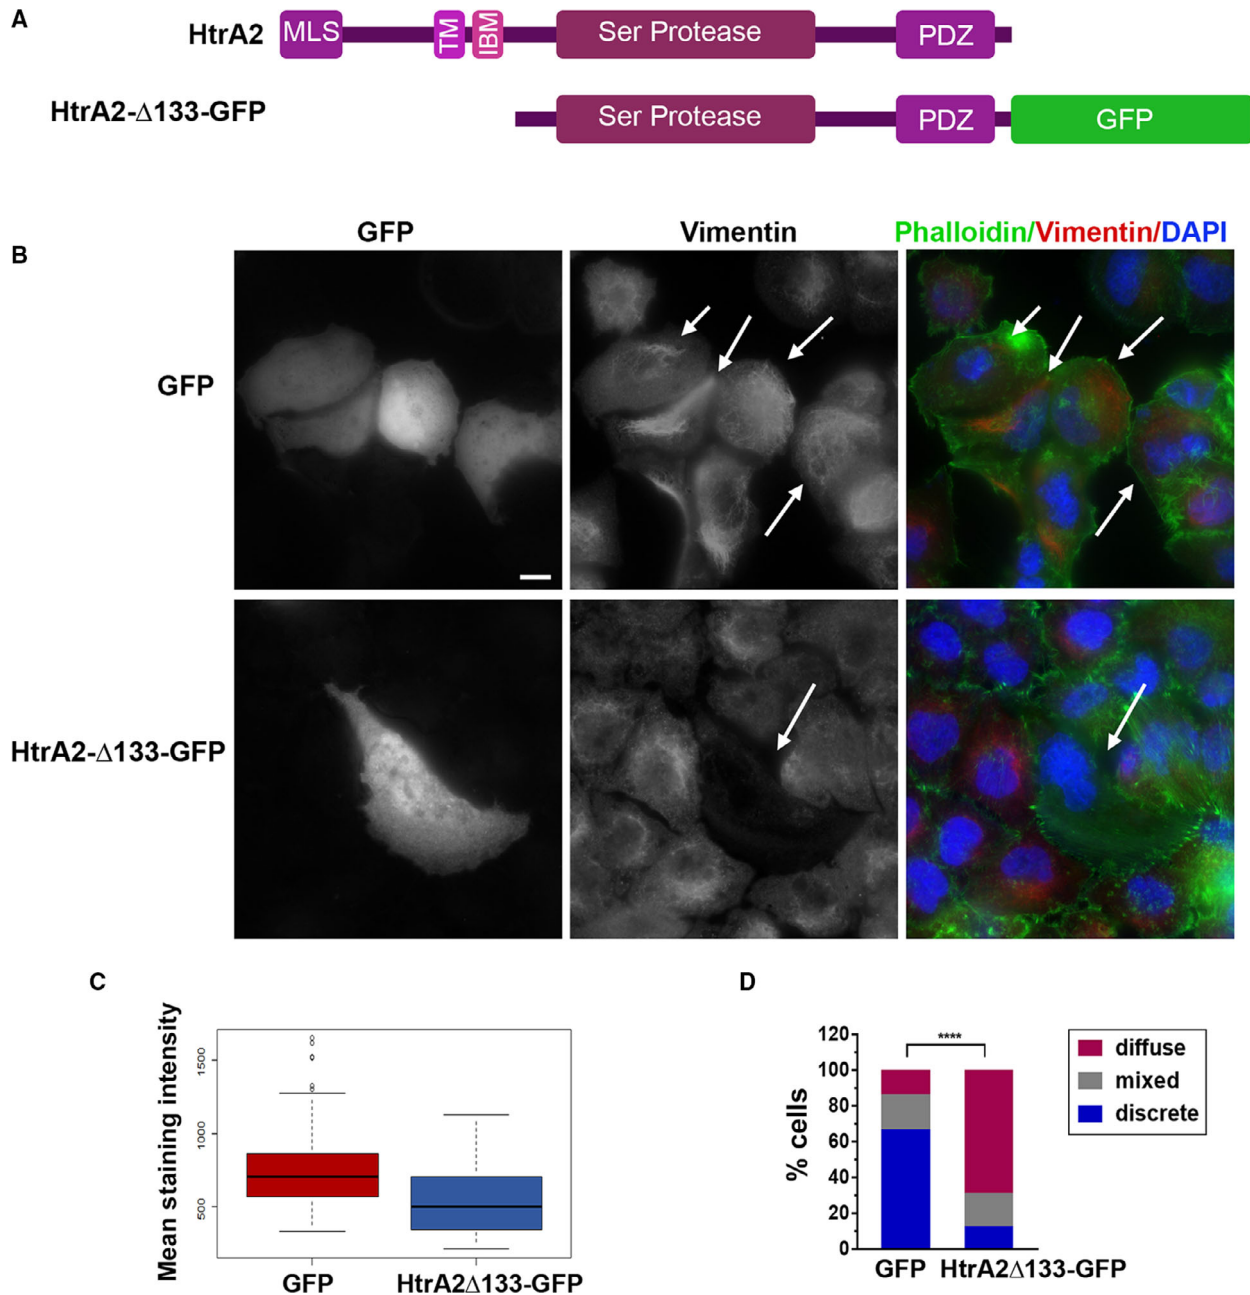 A
HtrA2
MLS
TM
IBM
Ser Protease
PDZ
HtrA2-Δ133-GFP
Ser Protease
PDZ
GFP
B
GFP
Vimentin
Phalloidin/Vimentin/DAPI
GFP
HtrA2-Δ133-GFP
C
Mean staining intensity
1500
1000
500
GFP
HtrA2Δ133-GFP
D
% cells
120
100
80
60
40
20
0
****
GFP
HtrA2Δ133-GFP
diffuse
mixed
discrete